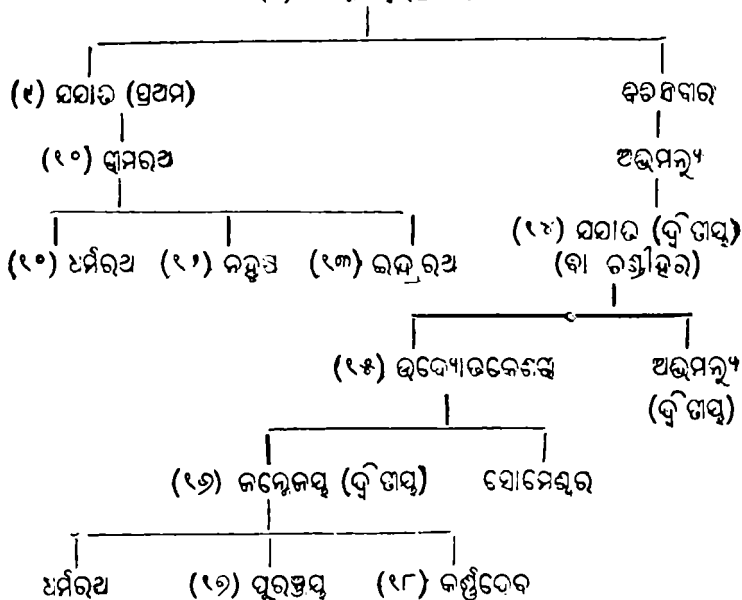 (୯) ଯଯାତି (ପ୍ରଥମ) ବିଚିତ୍ରବୀର
(୧୦) ଭୀମରଥ ଅଭିମନ୍ୟୁ
(୧୪) ଯଯାତି (ଦ୍ୱିତୀୟ)
(୧୧) ଧର୍ମରଥ (୧୨) ନହୁଷ (୧୩) ଇନ୍ଦ୍ରରଥ (ବା ଚଣ୍ଡୀହର)
(୧୫) ଉଦ୍ୟୋତକେଶରୀ ଅଭିମନ୍ୟୁ
(ଦ୍ୱିତୀୟ)
(୧୬) ଜନ୍ମେଜୟ (ଦ୍ୱିତୀୟ) ସୋମେଶ୍ୱର
ଧର୍ମରଥ (୧୭) ପୁରଞ୍ଜୟ (୧୮) କର୍ଣ୍ଣଦେବ